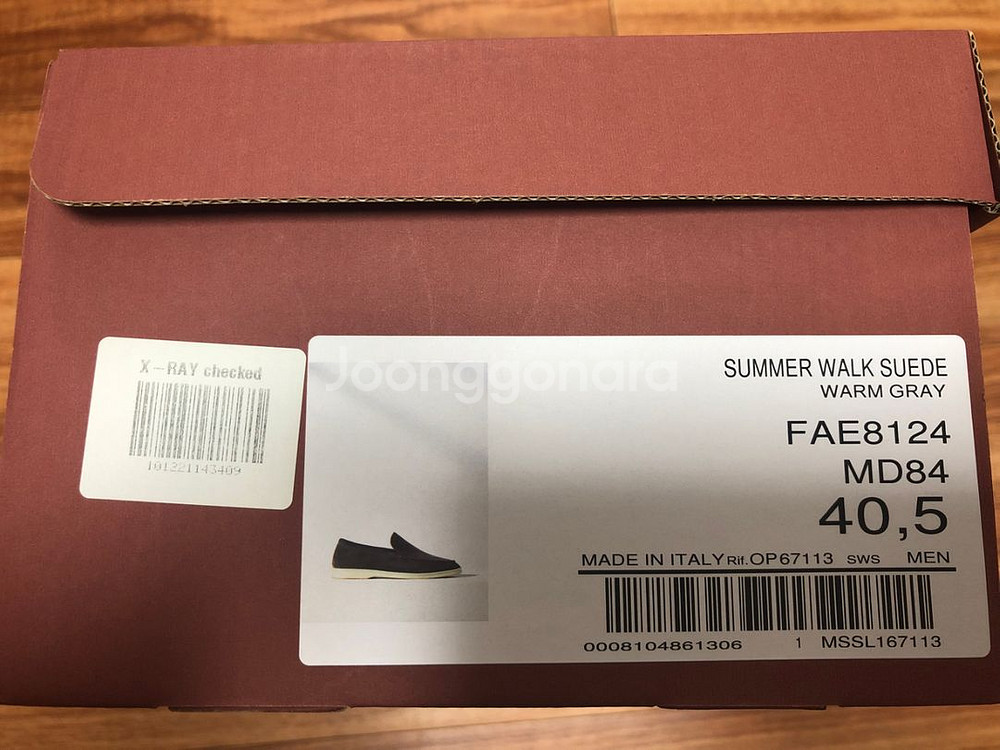 X-RAY checked
101221143409
Joonggonara
SUMMER WALK SUEDE
WARM GRAY
FAE8124
MD84
40,5
MADE IN ITALY Rif. OP67113 sws MEN
0008104861306 1 MSSL167113